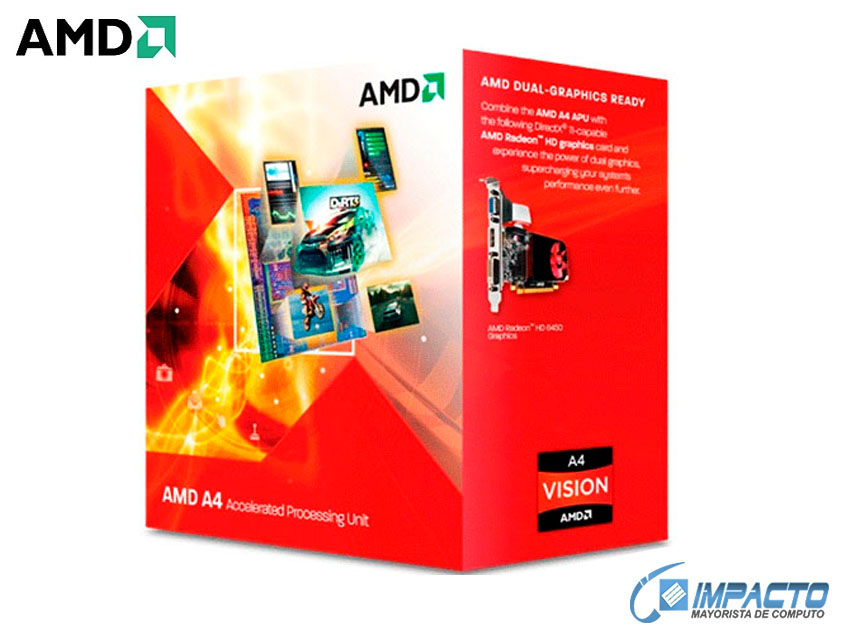 AMD
AMD
DiRT3
AMD A4 Accelerated Processing Unit
AMD DUAL-GRAPHICS READY
Combine the AMD A4 APU with
the following DirectX® 11-capable
AMD Radeon™ HD graphics card and
experience the power of dual graphics,
supercharging your system's
performance even further.
AMD Radeon™ HD 6450
Graphics
A4
VISION
AMD
IMPACTO
MAYORISTA DE COMPUTO